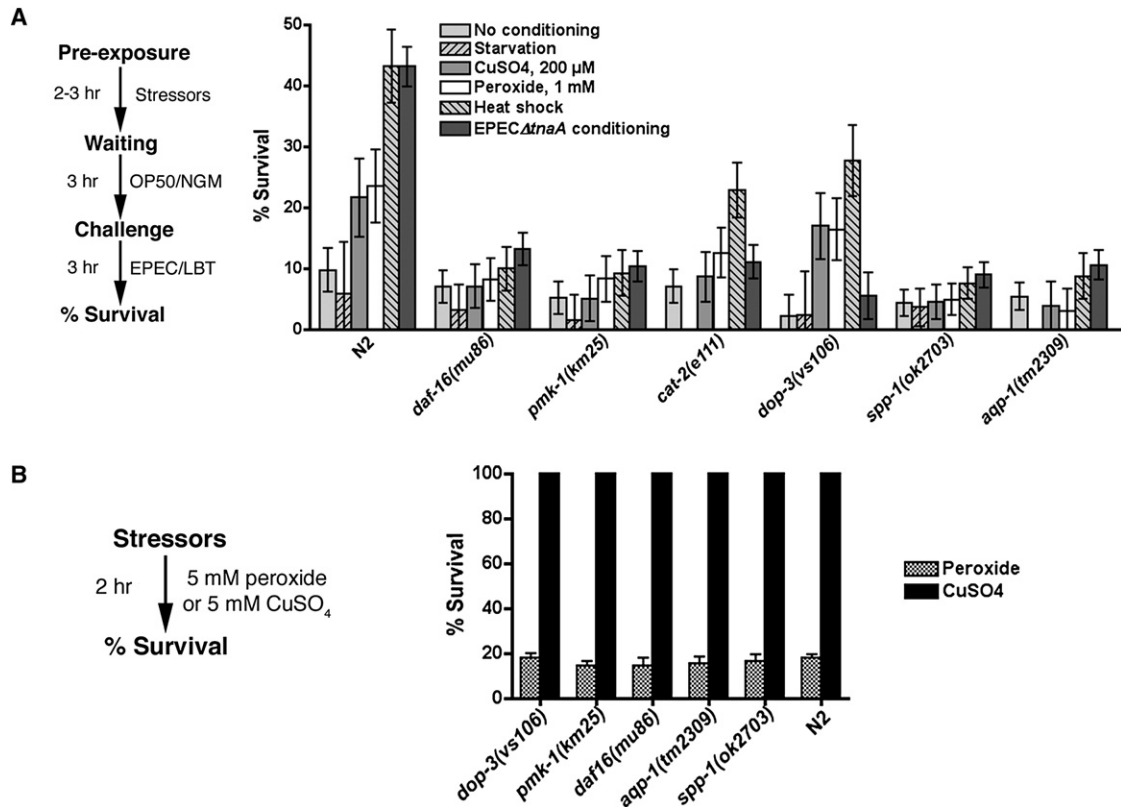 A
Pre-exposure
2-3 hr Stressors
Waiting
3 hr OP50/NGM
Challenge
3 hr EPEC/LBT
% Survival
% Survival
50
40
30
20
10
0
No conditioning
Starvation
CuSO4, 200 µM
Peroxide, 1 mM
Heat shock
EPECΔtnaA conditioning
N2
daf-16(mu86)
pmk-1(km25)
cat-2(e111)
dop-3(vs106)
spp-1(ok2703)
aqp-1(tm2309)
B
Stressors
2 hr 5 mM peroxide
or 5 mM CuSO₄
% Survival
% Survival
100
80
60
40
20
0
Peroxide
CuSO4
dop-3(vs106)
pmk-1(km25)
daf16(mu86)
aqp-1(tm2309)
spp-1(ok2703)
N2